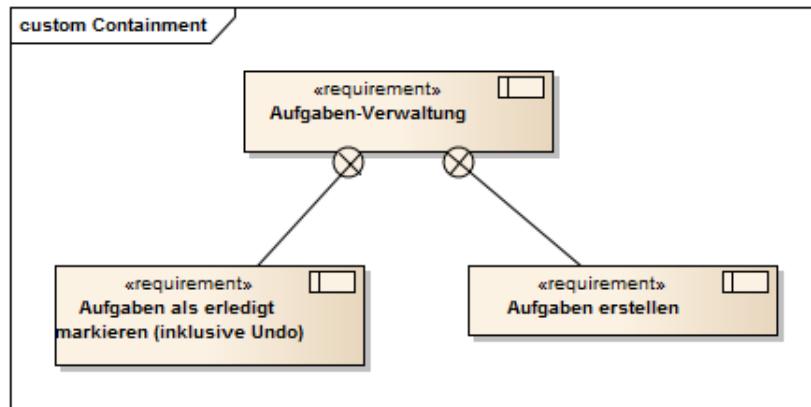 custom Containment
«requirement»
Aufgaben-Verwaltung
«requirement»
Aufgaben als erledigt
markieren (inklusive Undo)
«requirement»
Aufgaben erstellen